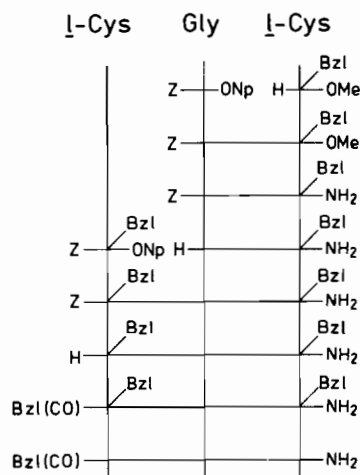 l-Cys Gly l-Cys
Bzl
Z ONp H OMe
Bzl
Z OMe
Bzl
Z NH2
Bzl Bzl
Z ONp H NH2
Bzl Bzl
Z NH2
Bzl Bzl
H NH2
Bzl Bzl
Bzl(CO) NH2
Bzl(CO) NH2